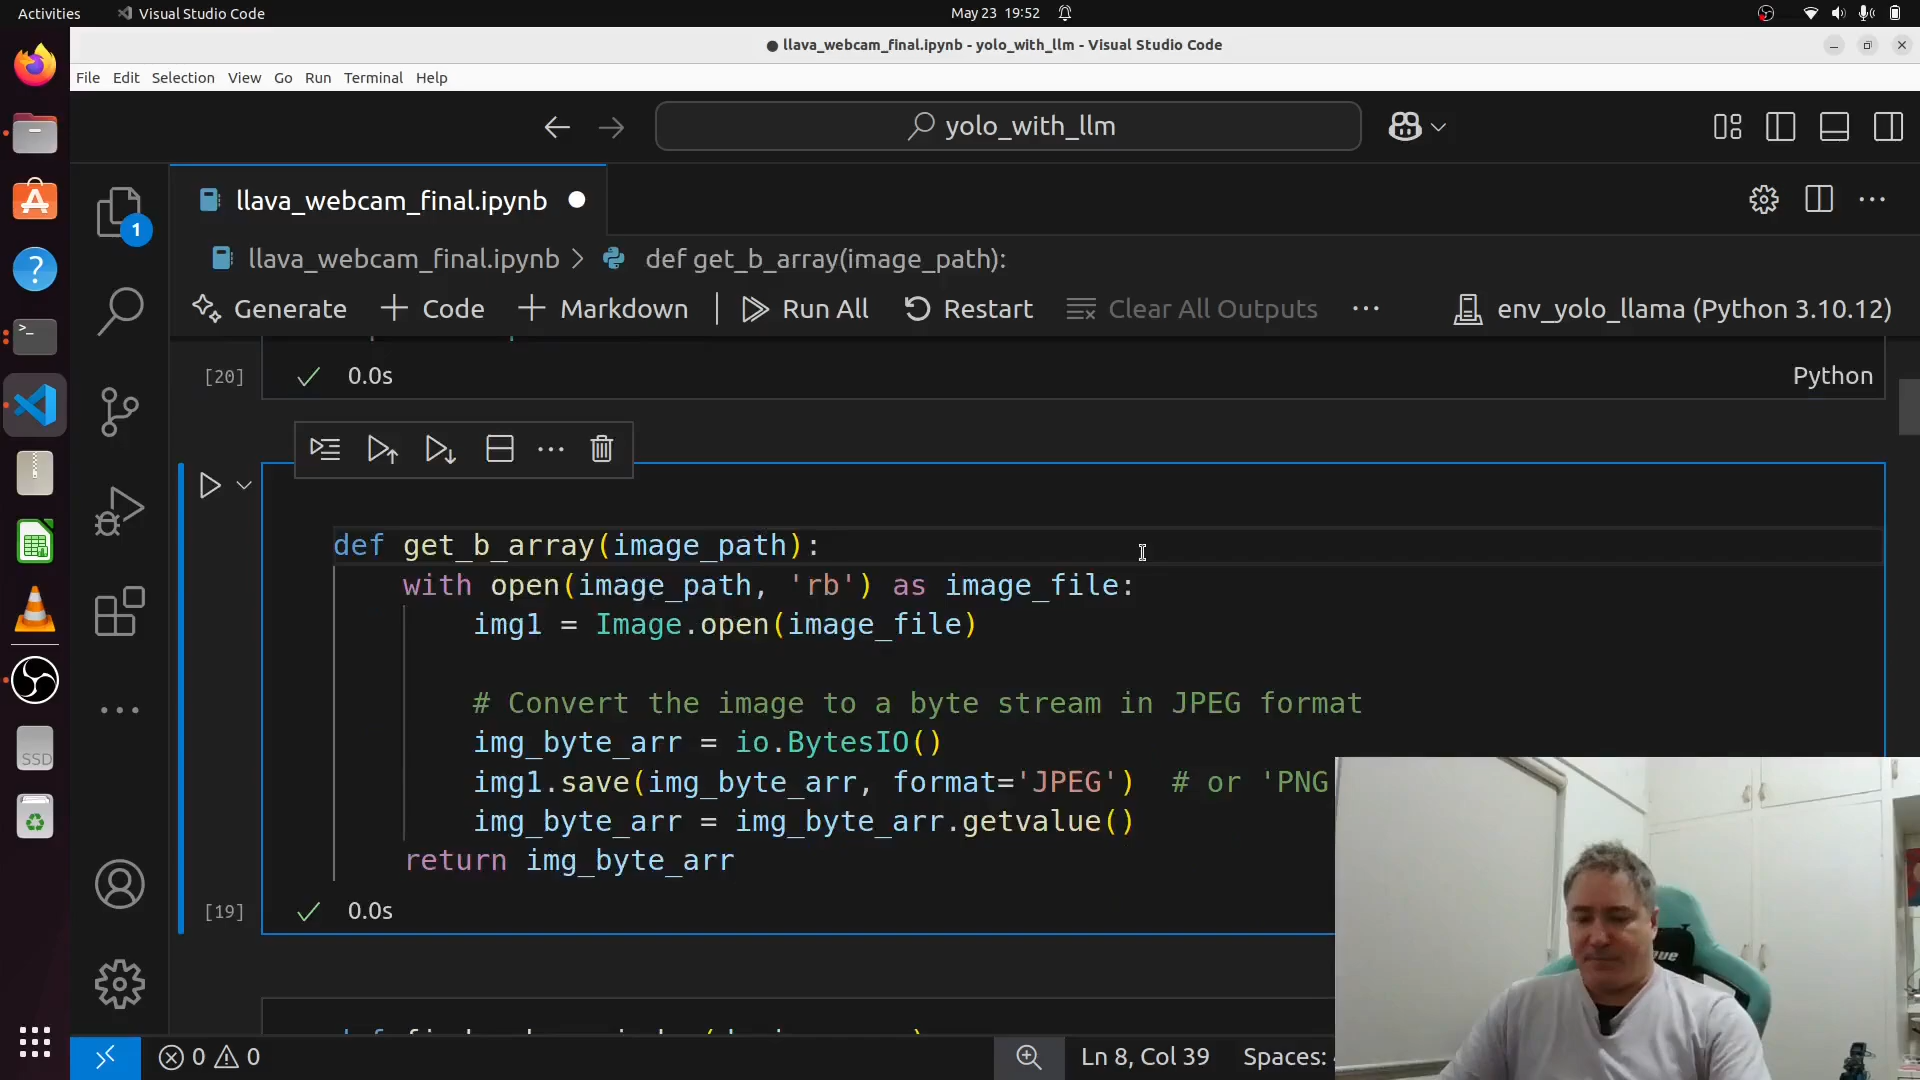 Activities
Visual Studio Code
May 23 19:52
● llava_webcam_final.ipynb - yolo_with_llm - Visual Studio Code
File Edit Selection View Go Run Terminal Help
yolo_with_llm
1
llava_webcam_final.ipynb
llava_webcam_final.ipynb > def get_b_array(image_path):
Generate + Code + Markdown Run All Restart Clear All Outputs ... env_yolo_llama (Python 3.10.12)
[20] 0.0s Python
def get_b_array(image_path):
with open(image_path, 'rb') as image_file:
img1 = Image.open(image_file)
# Convert the image to a byte stream in JPEG format
img_byte_arr = io.BytesIO()
img1.save(img_byte_arr, format='JPEG')  # or 'PNG
img_byte_arr = img_byte_arr.getvalue()
return img_byte_arr
[19] 0.0s
SSD
0 0
Ln 8, Col 39
Spaces: